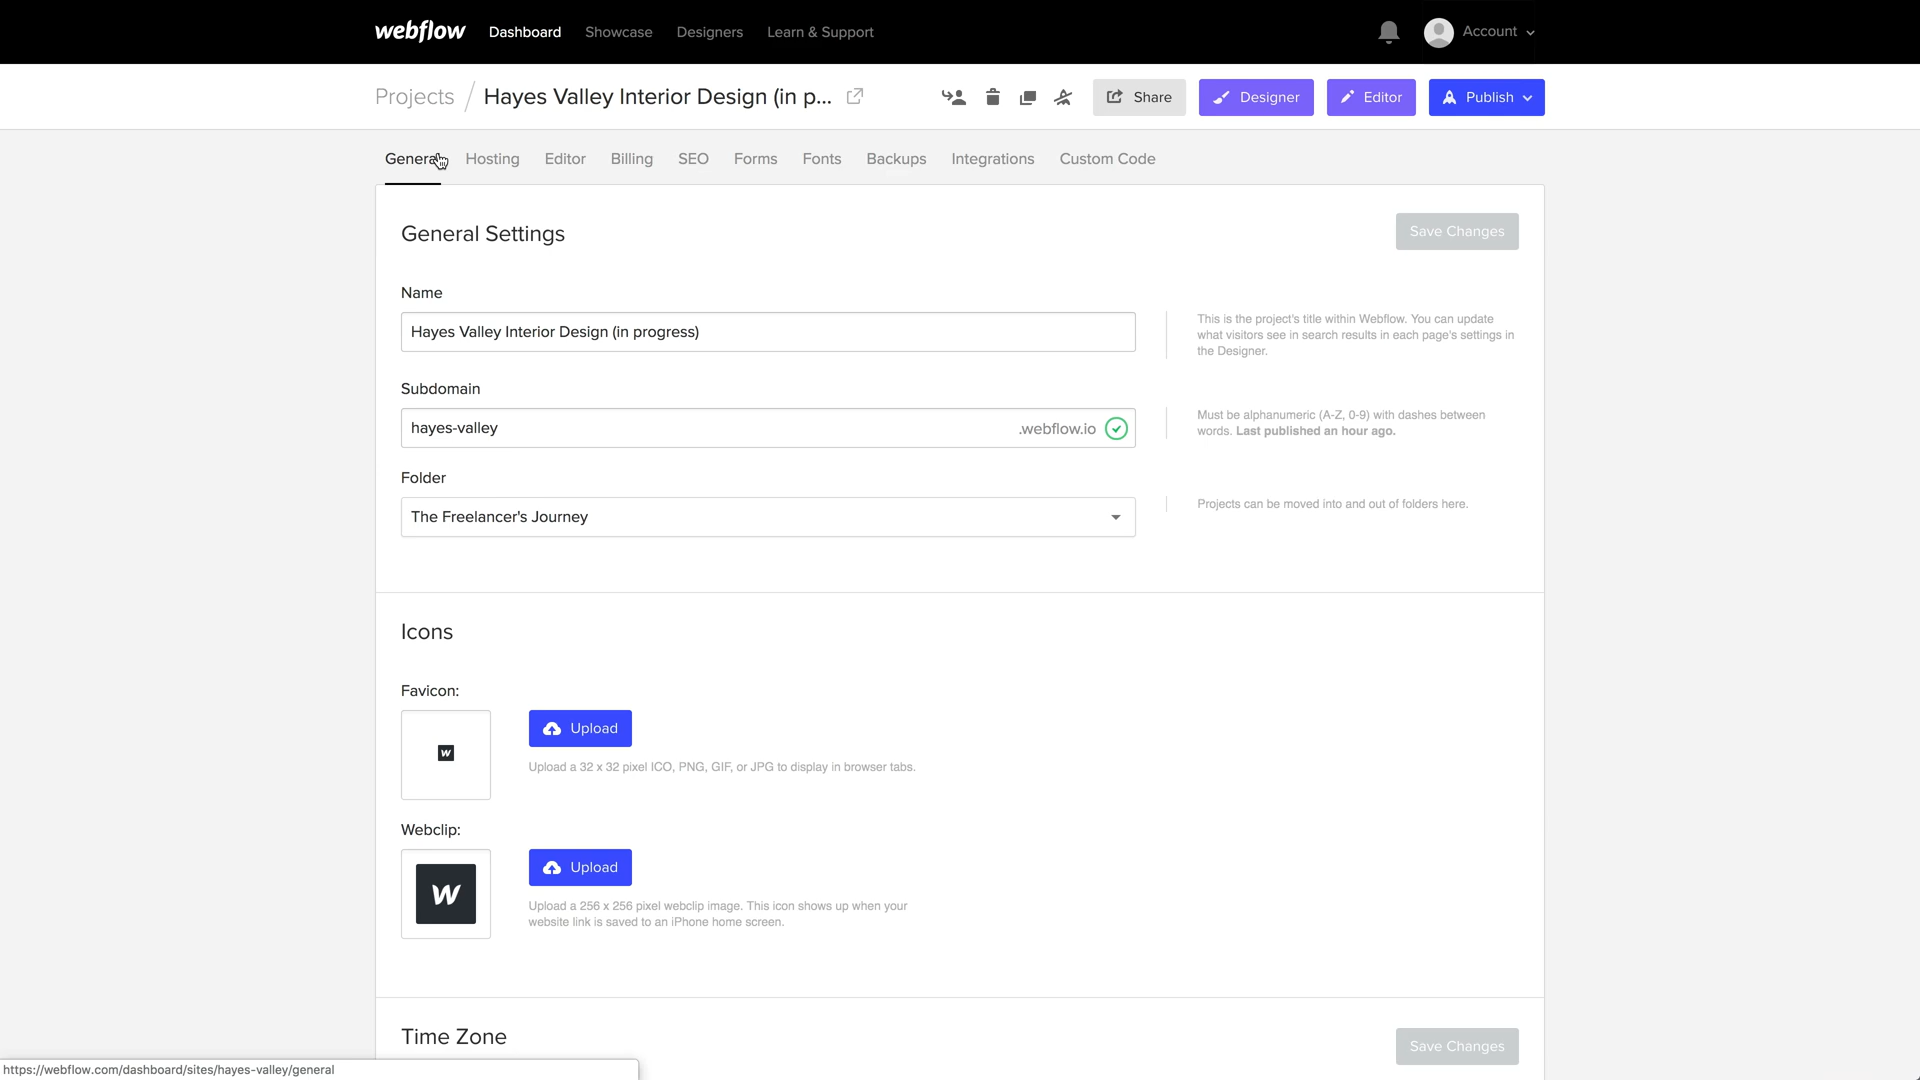 webflow Dashboard Showcase Designers Learn & Support Account
Projects / Hayes Valley Interior Design (in p... Share Designer Editor Publish
General Hosting Editor Billing SEO Forms Fonts Backups Integrations Custom Code
General Settings Save Changes
Name
Hayes Valley Interior Design (in progress)
This is the project's title within Webflow. You can update
what visitors see in search results in each page's settings in
the Designer.
Subdomain
hayes-valley .webflow.io
Must be alphanumeric (A-Z, 0-9) with dashes between
words. Last published an hour ago.
Folder
The Freelancer's Journey
Projects can be moved into and out of folders here.
Icons
Favicon:
W
Upload
Upload a 32 x 32 pixel ICO, PNG, GIF, or JPG to display in browser tabs.
Webclip:
W
Upload
Upload a 256 x 256 pixel webclip image. This icon shows up when your
website link is saved to an iPhone home screen.
Time Zone Save Changes
https://webflow.com/dashboard/sites/hayes-valley/general